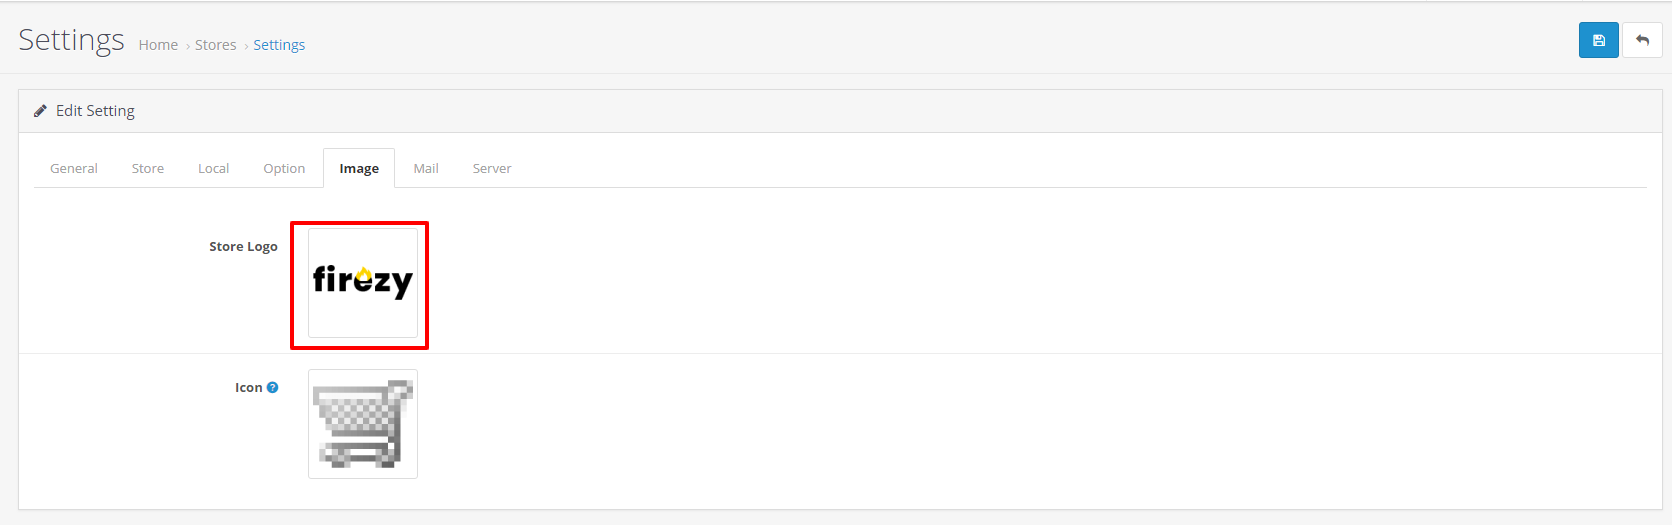 Settings Home › Stores › Settings
Edit Setting
General Store Local Option Image Mail Server
Store Logo
firezy
Icon ?